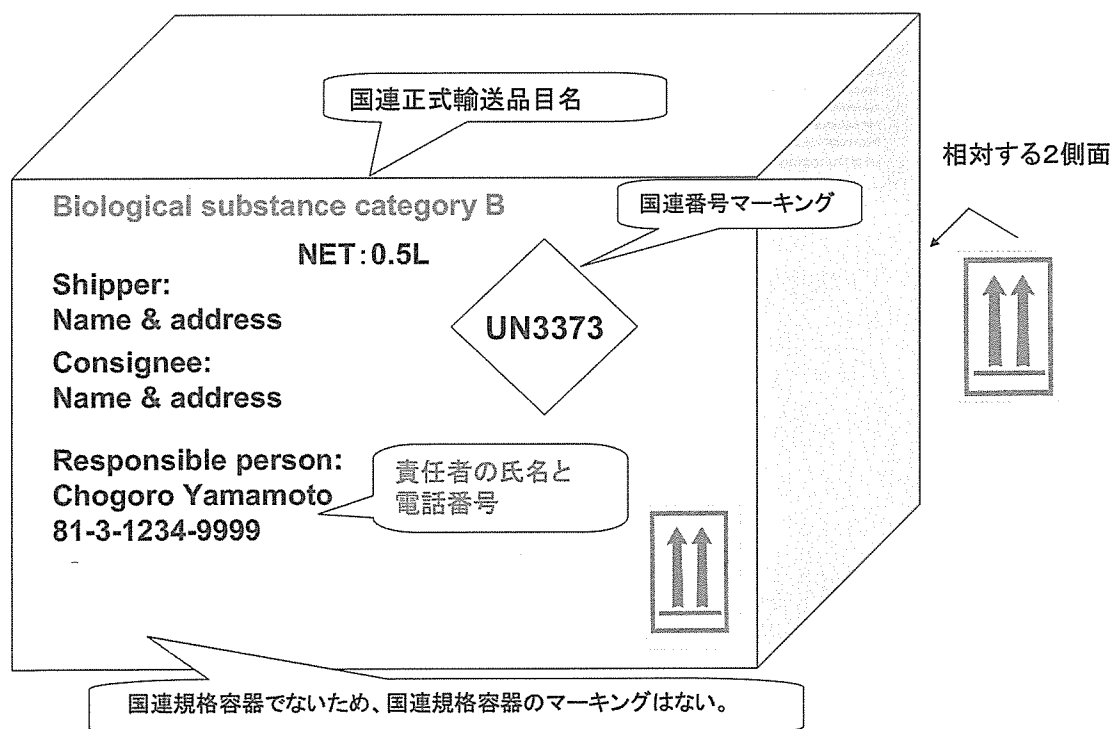 国連正式輸送品目名
相対する2側面
Biological substance category B
国連番号マーキング
NET:0.5L
Shipper:
Name & address
UN3373
Consignee:
Name & address
Responsible person:
Chogoro Yamamoto
81-3-1234-9999
責任者の氏名と
電話番号
国連規格容器でないため、国連規格容器のマーキングはない。